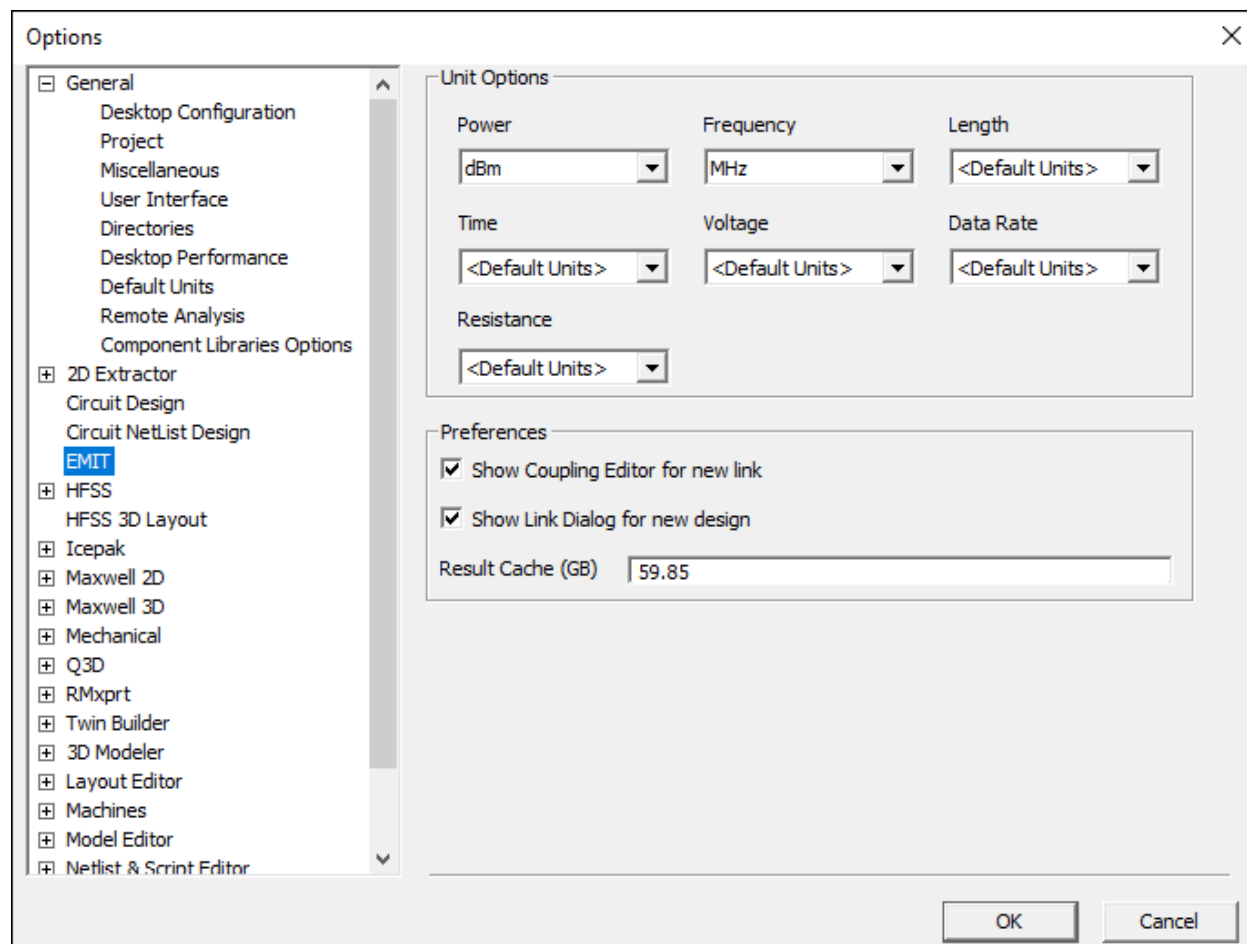 Options
General
Desktop Configuration
Project
Miscellaneous
User Interface
Directories
Desktop Performance
Default Units
Remote Analysis
Component Libraries Options
2D Extractor
Circuit Design
Circuit NetList Design
EMIT
HFSS
HFSS 3D Layout
Icepak
Maxwell 2D
Maxwell 3D
Mechanical
Q3D
RMxprt
Twin Builder
3D Modeler
Layout Editor
Machines
Model Editor
Netlist & Script Editor
Unit Options
Power Frequency Length
dBm MHz <Default Units>
Time Voltage Data Rate
<Default Units> <Default Units> <Default Units>
Resistance
<Default Units>
Preferences
Show Coupling Editor for new link
Show Link Dialog for new design
Result Cache (GB) 59.85
OK Cancel